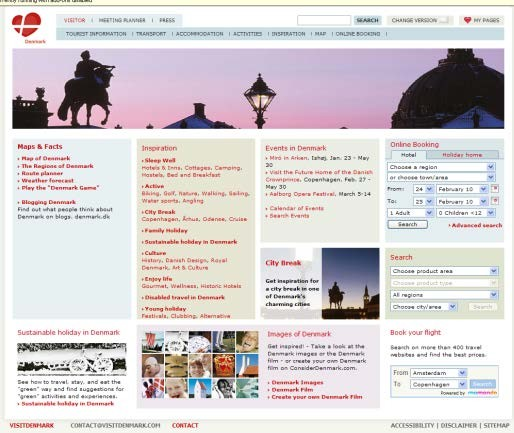 currently running with add-ons disabled
Denmark
VISITOR | MEETING PLANNER | PRESS
SEARCH
CHANGE VERSION
MY PAGES
TOURIST INFORMATION | TRANSPORT | ACCOMMODATION | ACTIVITIES | INSPIRATION | MAP | ONLINE BOOKING |
Maps & Facts
Map of Denmark
The Regions of Denmark
Route planner
Weather forecast
Play the "Denmark Game"
Blogging Denmark
Find out what people think about
Denmark on blogs. denmark.dk
Inspiration
Sleep Well
Hotels & Inns, Cottages, Camping,
Hostels, Bed and Breakfast
Active
Biking, Golf, Nature, Walking, Sailing,
Water sports, Angling
City Break
Copenhagen, Århus, Odense, Cruise
Family Holiday
Sustainable holiday in Denmark
Culture
History, Danish Design, Royal
Denmark, Art & Culture
Enjoy life
Gourmet, Wellness, Historic Hotels
Disabled travel in Denmark
Young holiday
Festivals, Clubbing, Alternative
Events in Denmark
Miró in Arken, Ishøj. Jan. 23 - May
30
Visit the Future Home of the Danish
Crownprince, Copenhagen. Feb. 27 -
May 30
Aalborg Opera Festival. March 5-14
Calendar of Events
Search Events
City Break
Get inspiration for
a city break in one
of Denmark's
charming cities
Online Booking
Hotel
Holiday home
Choose a region
or choose town/area
From: 24 February 10
To: 25 February 10
1 Adult 0 Children <12
Search
Advanced search
Search
Choose product area
Choose product type
All regions
Choose city/area Search
Sustainable holiday in Denmark
See how to travel, stay, and eat the
"green" way and find suggestions for
"green" activities and experiences.
Sustainable holiday in Denmark
Images of Denmark
Get inspired! - Take a look at the
Denmark images or the Denmark
film - or create your own Denmark
film on ConsiderDenmark.com.
Denmark Images
Denmark Film
Create your own Denmark Film
Book your flight
Search on more than 400 travel
websites and find the best prices.
From Amsterdam
To Copenhagen Search
Powered by momondo
VISITDENMARK CONTACT@VISITDENMARK.COM CONTACT
ACCESSIBILITY | DISCLAIMER | SITEMAP